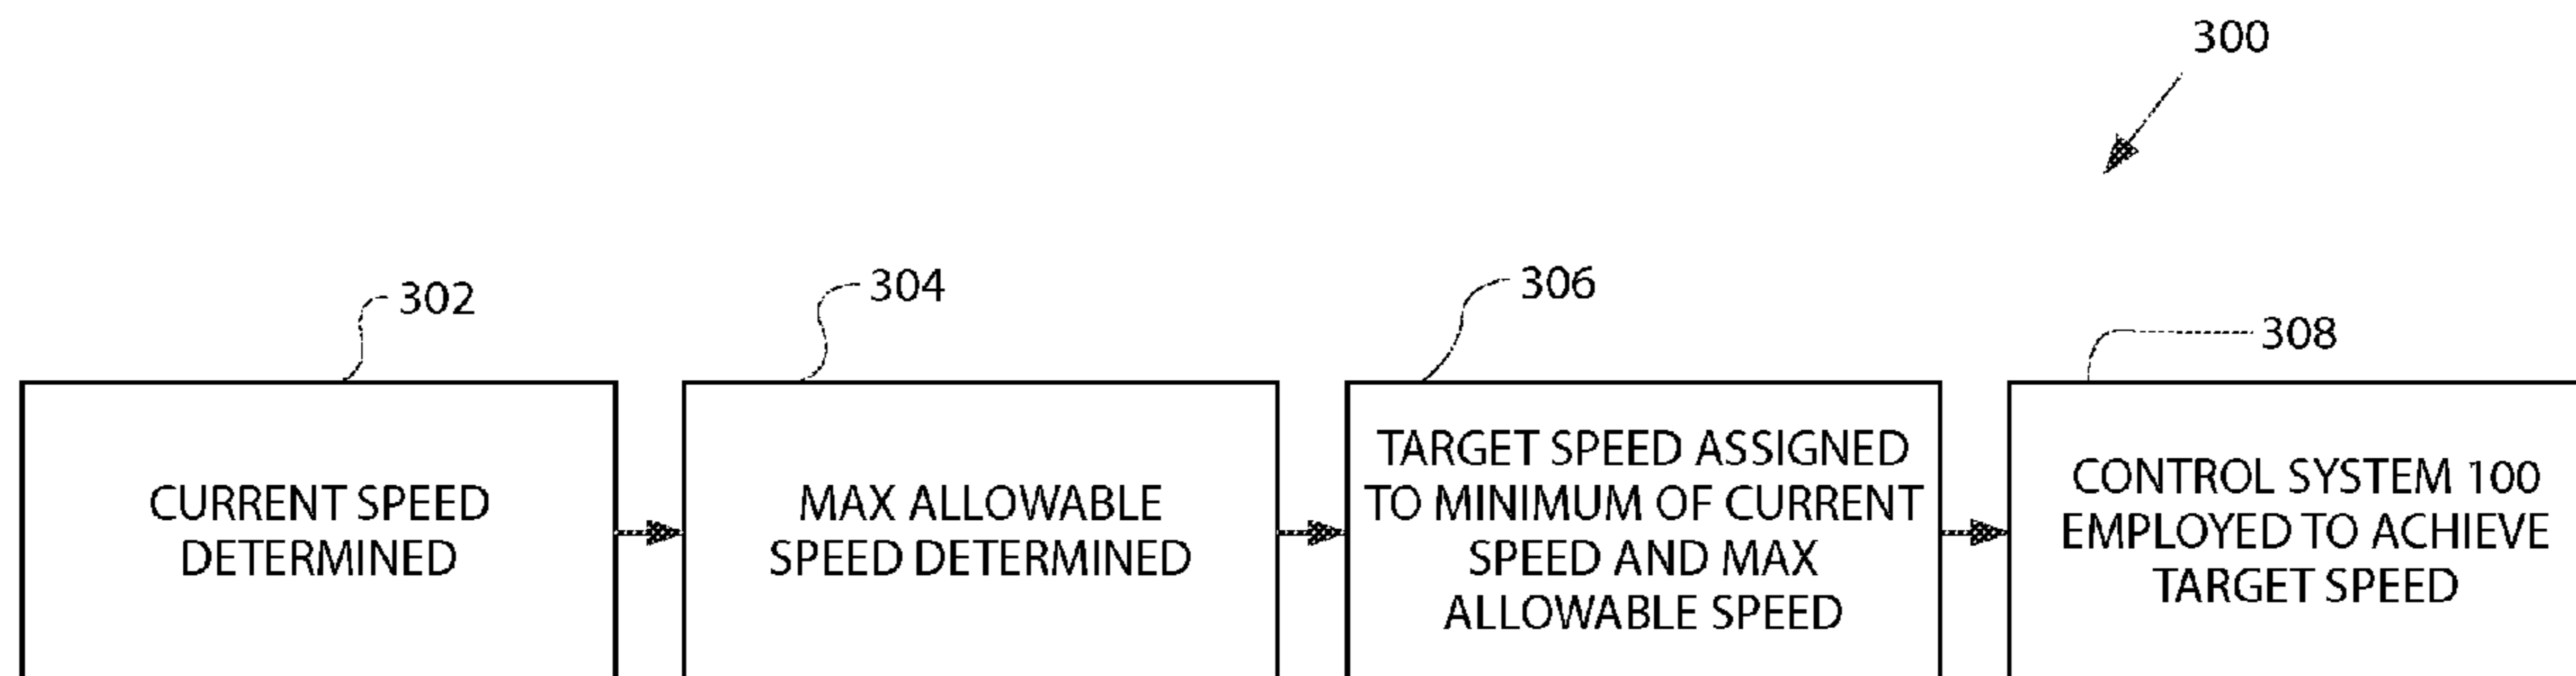 300
302
304
306
308
CURRENT SPEED
DETERMINED
MAX ALLOWABLE
SPEED DETERMINED
TARGET SPEED ASSIGNED
TO MINIMUM OF CURRENT
SPEED AND MAX
ALLOWABLE SPEED
CONTROL SYSTEM 100
EMPLOYED TO ACHIEVE
TARGET SPEED